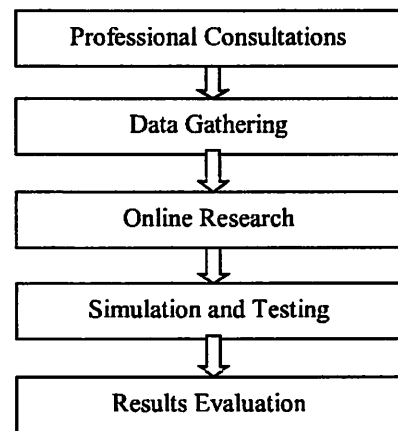 Professional Consultations
Data Gathering
Online Research
Simulation and Testing
Results Evaluation